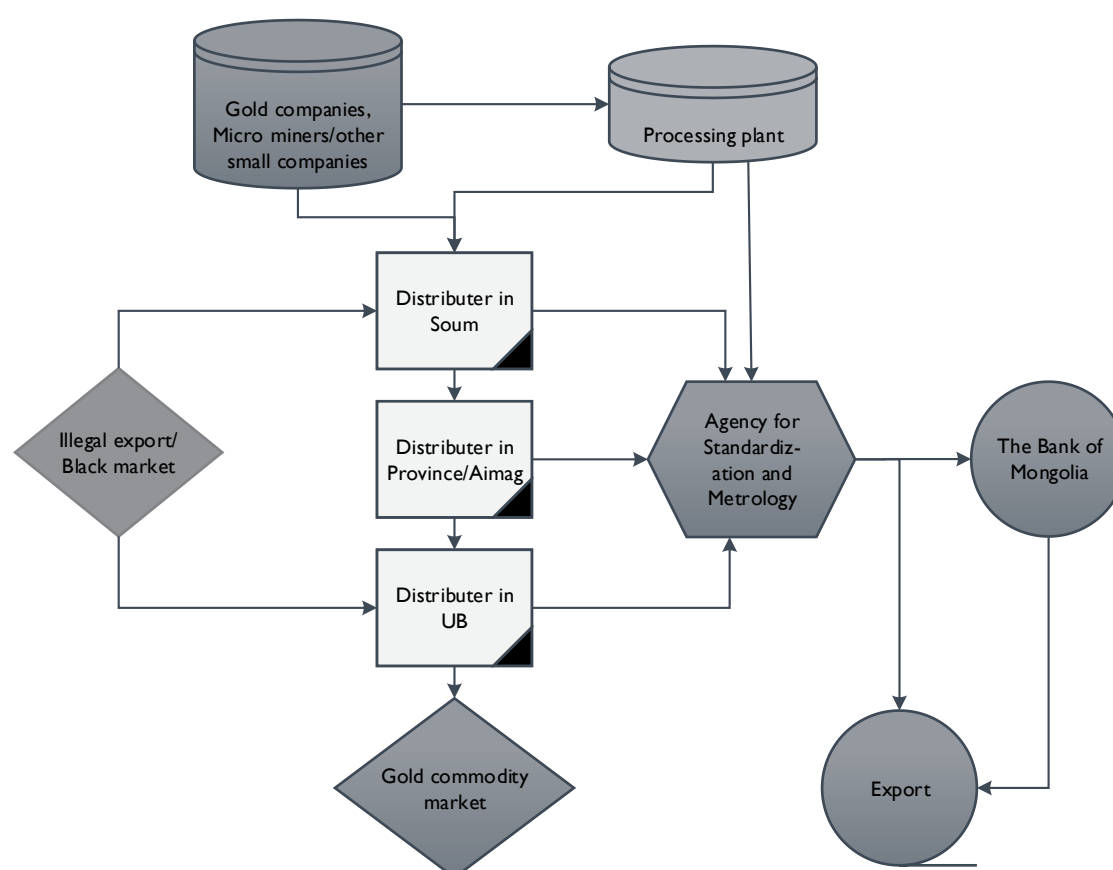 Gold companies,
Micro miners/other
small companies
Processing plant
Distributer in
Soum
Illegal export/
Black market
Distributer in
Province/Aimag
Agency for
Standardiz-
ation and
Metrology
The Bank of
Mongolia
Distributer in
UB
Gold commodity
market
Export